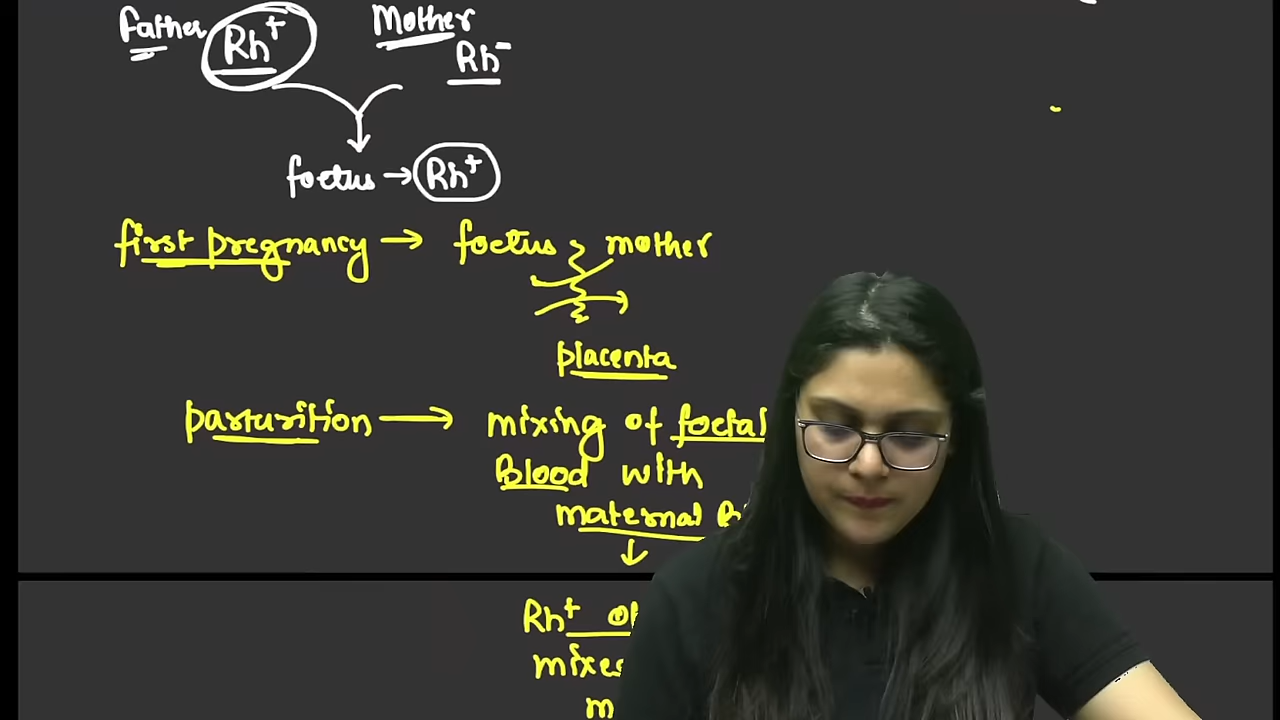 Father Rh⁺ Mother
Rh⁻
foetus → Rh⁺
first pregnancy → foetus mother
placenta
parturition → mixing of foetal
Blood with
maternal
Rh⁺
mixes